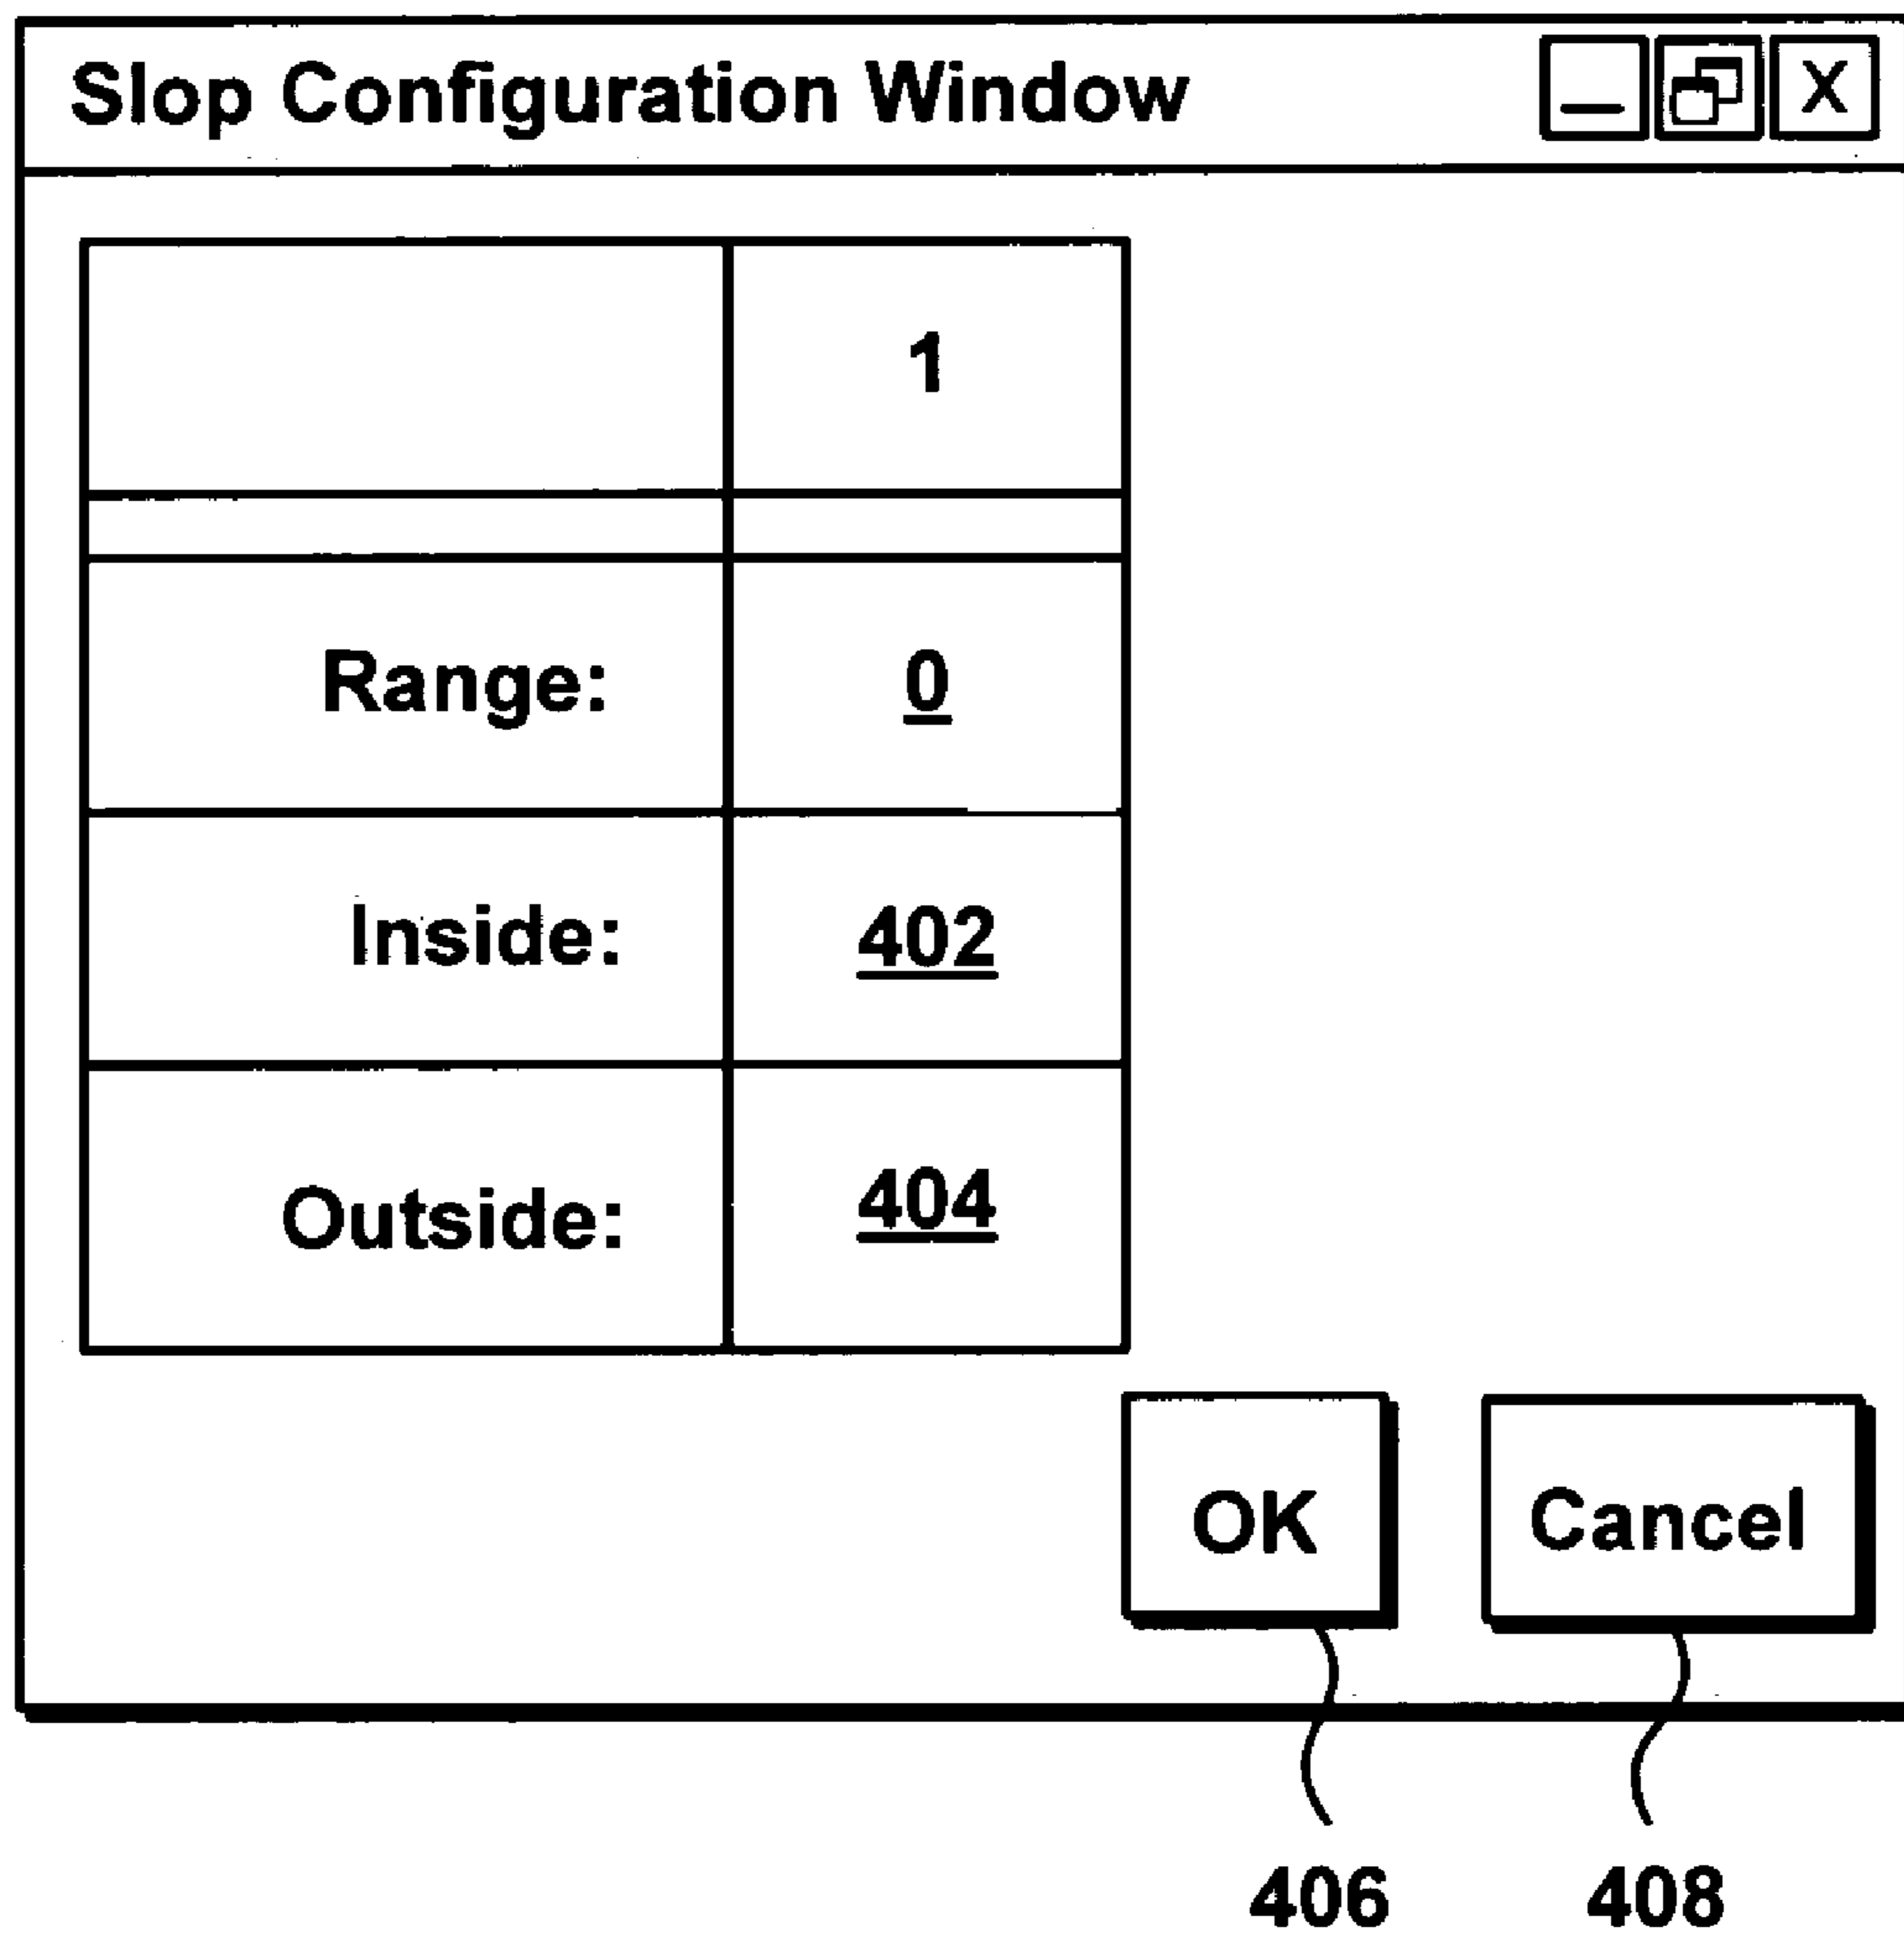 Slop Configuration Window X
1
Range: 0
Inside: 402
Outside: 404
OK Cancel
406 408